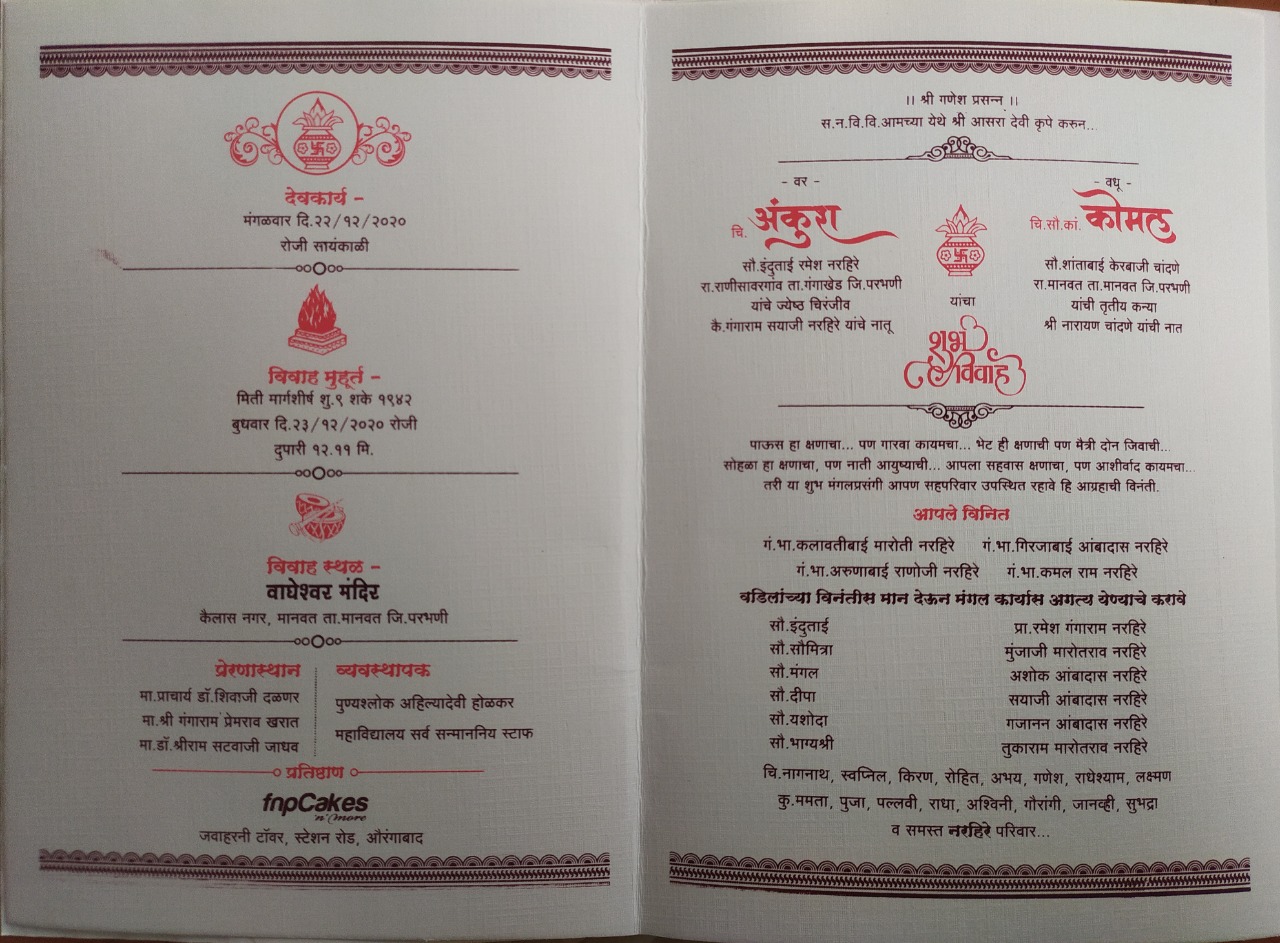 देवकार्य -
मंगळवार दि.२२/१२/२०२०
रोजी सायंकाळी
विवाह मुहूर्त -
मिती मार्गशीर्ष शु.९ शके १९४२
बुधवार दि.२३/१२/२०२० रोजी
दुपारी १२.११ मि.
विवाह स्थळ -
वाघेश्वर मंदिर
कैलास नगर, मानवत ता.मानवत जि.परभणी
प्रेरणास्थान
मा.प्राचार्य डॉ.शिवाजी दळणर
मा.श्री गंगाराम प्रेमराव खरात
मा.डॉ.श्रीराम सटवाजी जाधव
व्यवस्थापक
पुण्यश्लोक अहिल्यादेवी होळकर
महाविद्यालय सर्व सन्माननिय स्टाफ
प्रतिष्ठाण
fnpCakes
'n' more
जवाहरनी टॉवर, स्टेशन रोड, औरंगाबाद
।। श्री गणेश प्रसन्न ।।
स.न.वि.वि.आमच्या येथे श्री आसरा देवी कृपे करुन...
- वर -
चि. अंकुश
सौ.इंदुताई रमेश नरहिरे
रा.राणीसावरगांव ता.गंगाखेड जि.परभणी
यांचे ज्येष्ठ चिरंजीव
कै.गंगाराम सयाजी नरहिरे यांचे नातू
यांचा
- वधू -
चि.सौ.कां. कोमल
सौ.शांताबाई केरबाजी चांदणे
रा.मानवत ता.मानवत जि.परभणी
यांची तृतीय कन्या
श्री नारायण चांदणे यांची नात
शुभ
विवाह
पाऊस हा क्षणाचा... पण गारवा कायमचा... भेट ही क्षणाची पण मैत्री दोन जिवाची...
सोहळा हा क्षणाचा, पण नाती आयुष्याची... आपला सहवास क्षणाचा, पण आशीर्वाद कायमचा...
तरी या शुभ मंगलप्रसंगी आपण सहपरिवार उपस्थित रहावे हि आग्रहाची विनंती.
आपले विनित
गं.भा.कलावतीबाई मारोती नरहिरे गं.भा.गिरजाबाई आंबादास नरहिरे
गं.भा.अरुणाबाई राणोजी नरहिरे गं.भा.कमल राम नरहिरे
वडिलांच्या विनंतीस मान देऊन मंगल कार्यास अगत्य येण्याचे करावे
सौ.इंदुताई प्रा.रमेश गंगाराम नरहिरे
सौ.सौमित्रा मुंजाजी मारोतराव नरहिरे
सौ.मंगल अशोक आंबादास नरहिरे
सौ.दीपा सयाजी आंबादास नरहिरे
सौ.यशोदा गजानन आंबादास नरहिरे
सौ.भाग्यश्री तुकाराम मारोतराव नरहिरे
चि.नागनाथ, स्वप्निल, किरण, रोहित, अभय, गणेश, राधेश्याम, लक्ष्मण
कु.ममता, पुजा, पल्लवी, राधा, अश्विनी, गौरांगी, जानव्ही, सुभद्रा
व समस्त नरहिरे परिवार...